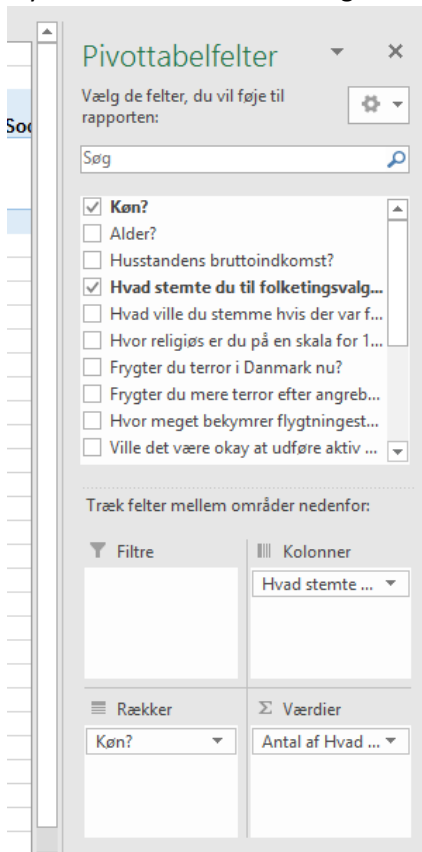 Pivottabelfelter
Vælg de felter, du vil føje til
rapporten:
Søg
Køn?
Alder?
Husstandens bruttoindkomst?
Hvad stemte du til folketingsvalg...
Hvad ville du stemme hvis der var f...
Hvor religiøs er du på en skala for 1...
Frygter du terror i Danmark nu?
Frygter du mere terror efter angreb...
Hvor meget bekymrer flygtningest...
Ville det være okay at udføre aktiv ...
Træk felter mellem områder nedenfor:
Filtre
Kolonner
Hvad stemte ...
Rækker
Σ Værdier
Køn?
Antal af Hvad ...